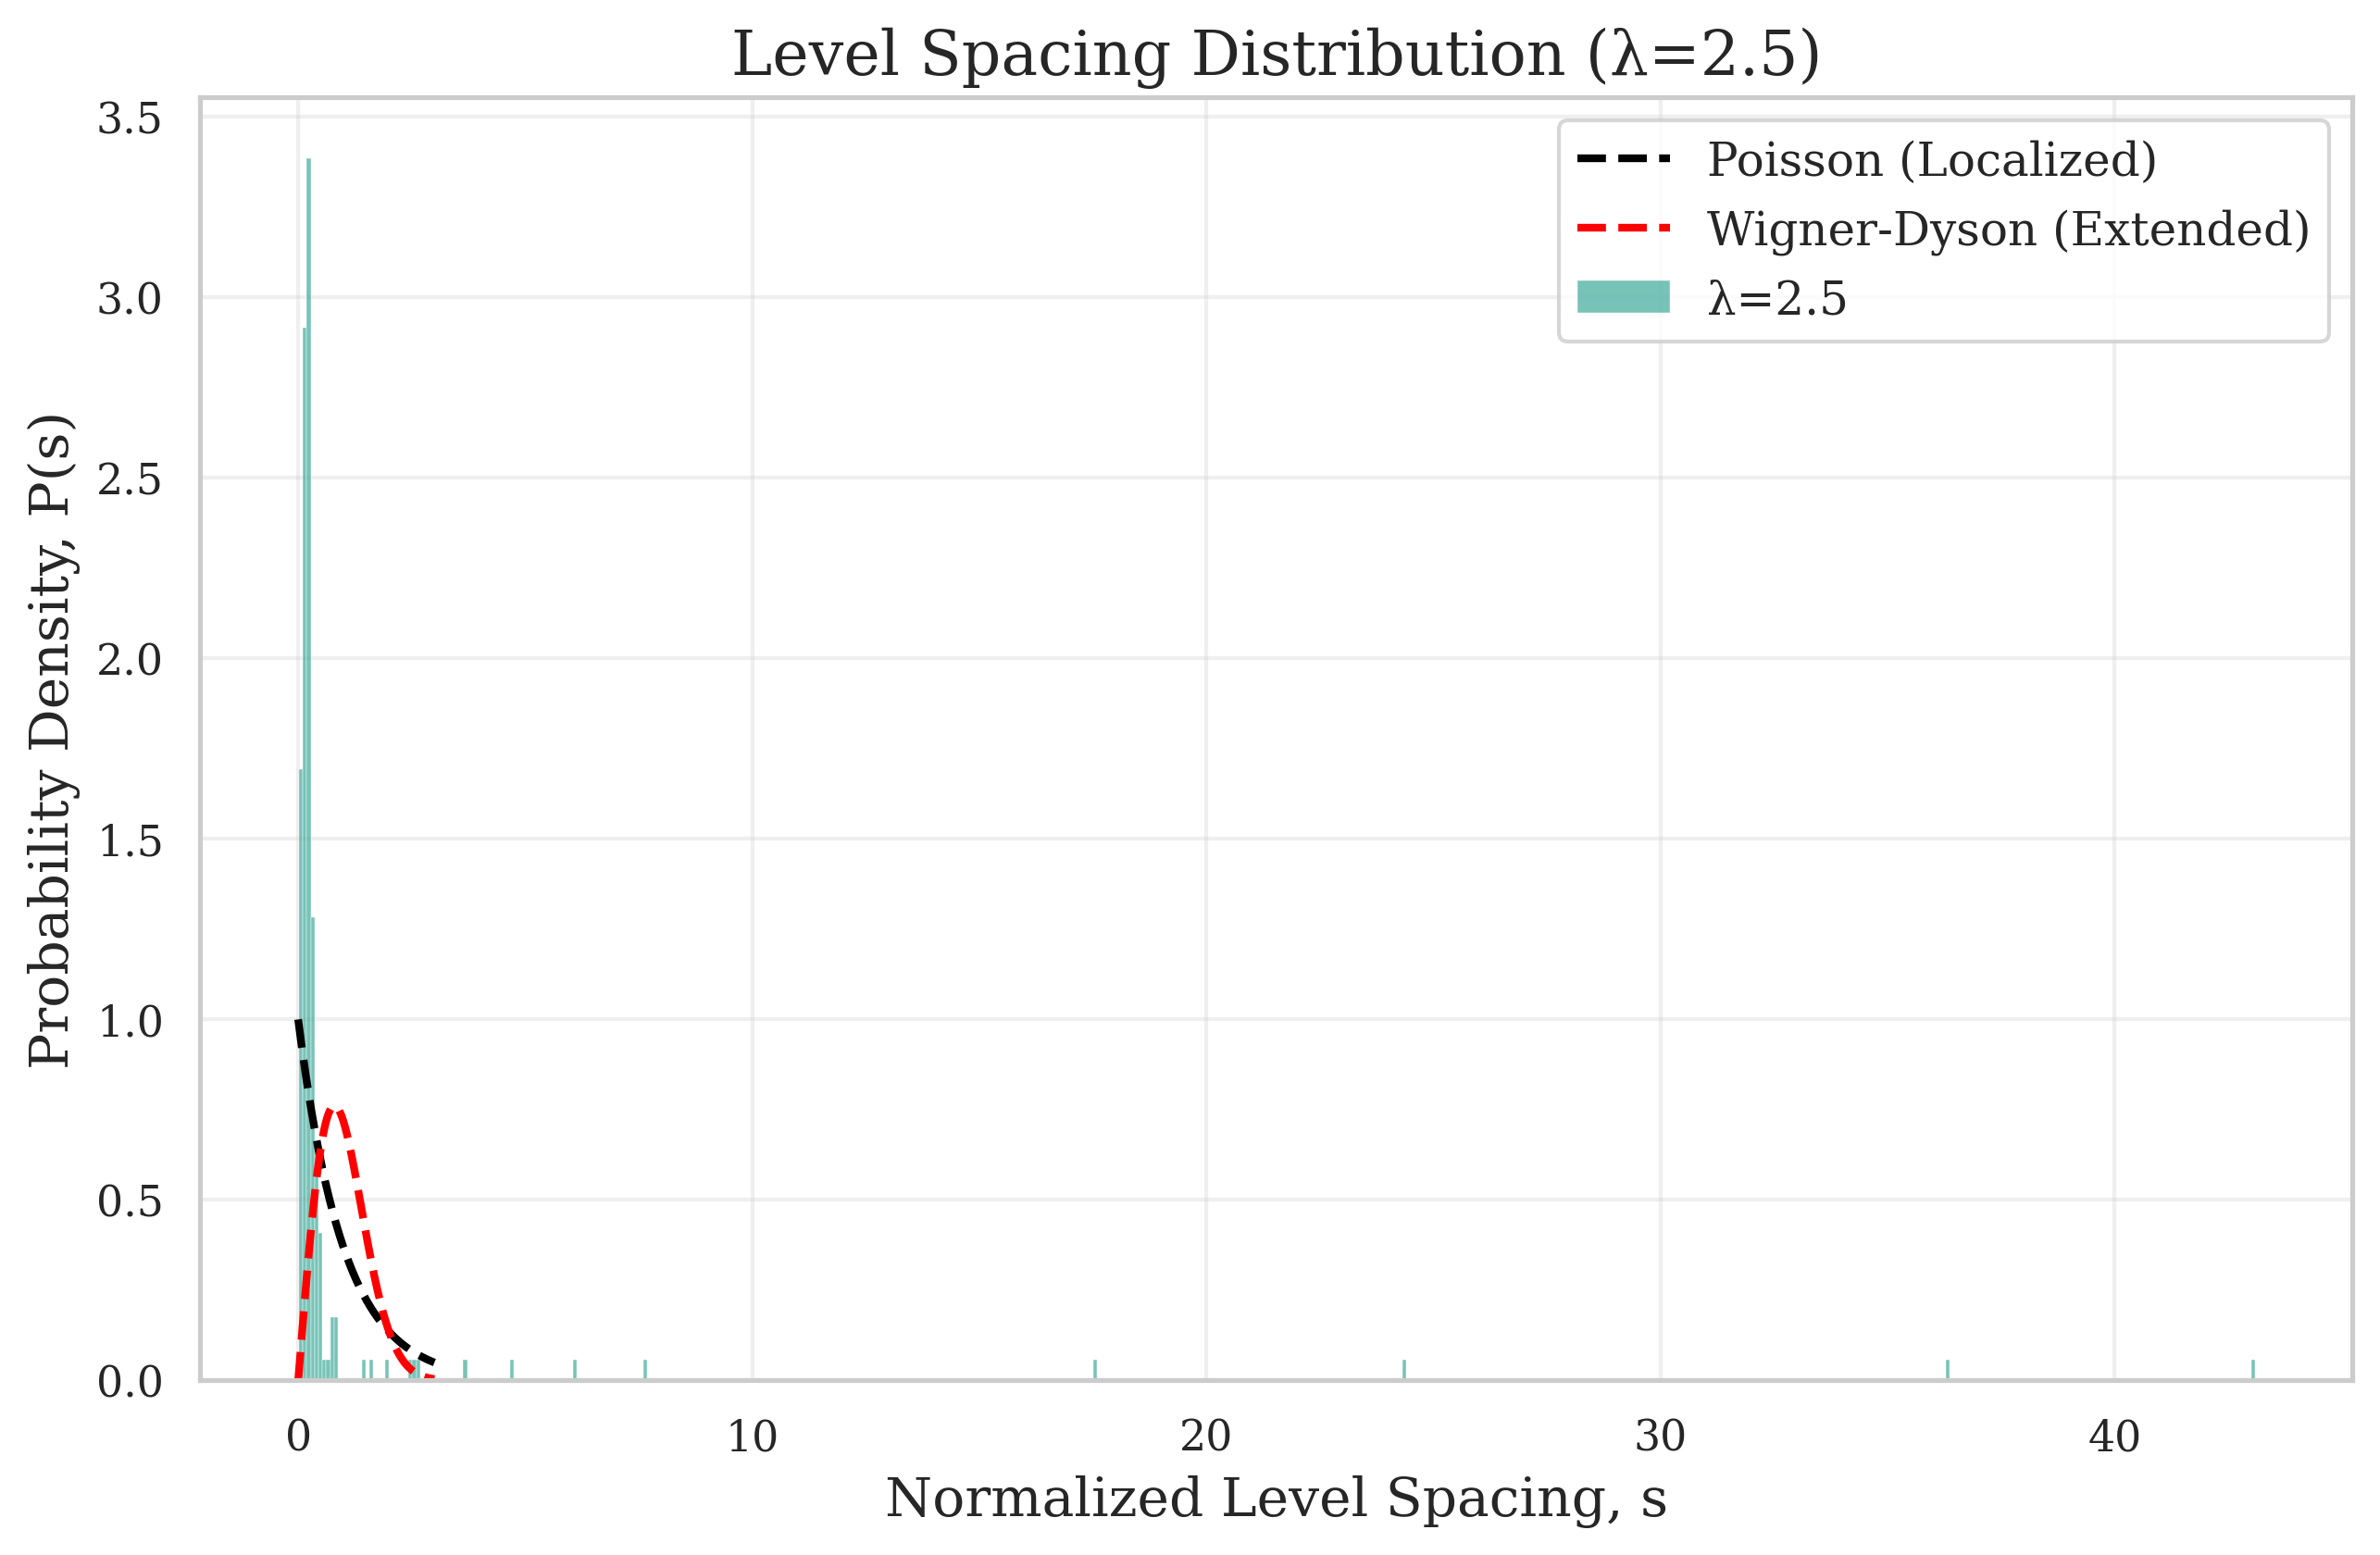 Level Spacing Distribution (λ=2.5)
Poisson (Localized)
Wigner-Dyson (Extended)
λ=2.5
Probability Density, P(s)
3.5
3.0
2.5
2.0
1.5
1.0
0.5
0.0
0 10 20 30 40
Normalized Level Spacing, s